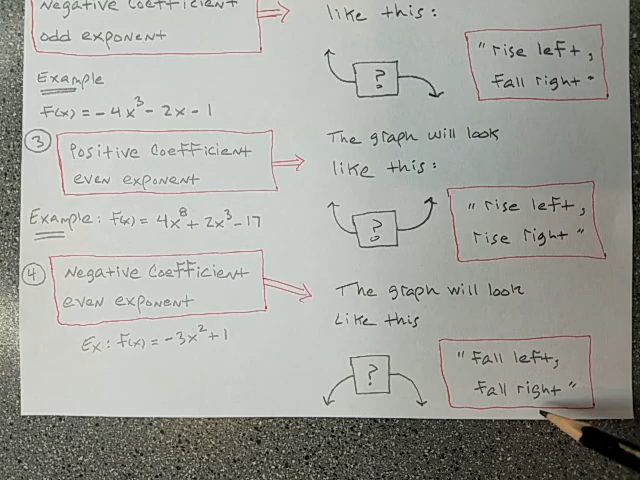 Negative Coefficient
odd exponent
like this:
?
"rise left,
Fall right"
Example
F(x) = -4x³ - 2x - 1
3
Positive Coefficient
even exponent
The graph will look
like this:
?
"rise left,
rise right"
Example: F(x) = 4x⁸ + 2x³ - 17
4
Negative Coefficient
even exponent
The graph will look
Like this
Ex: F(x) = -3x² + 1
?
"Fall left,
Fall right"